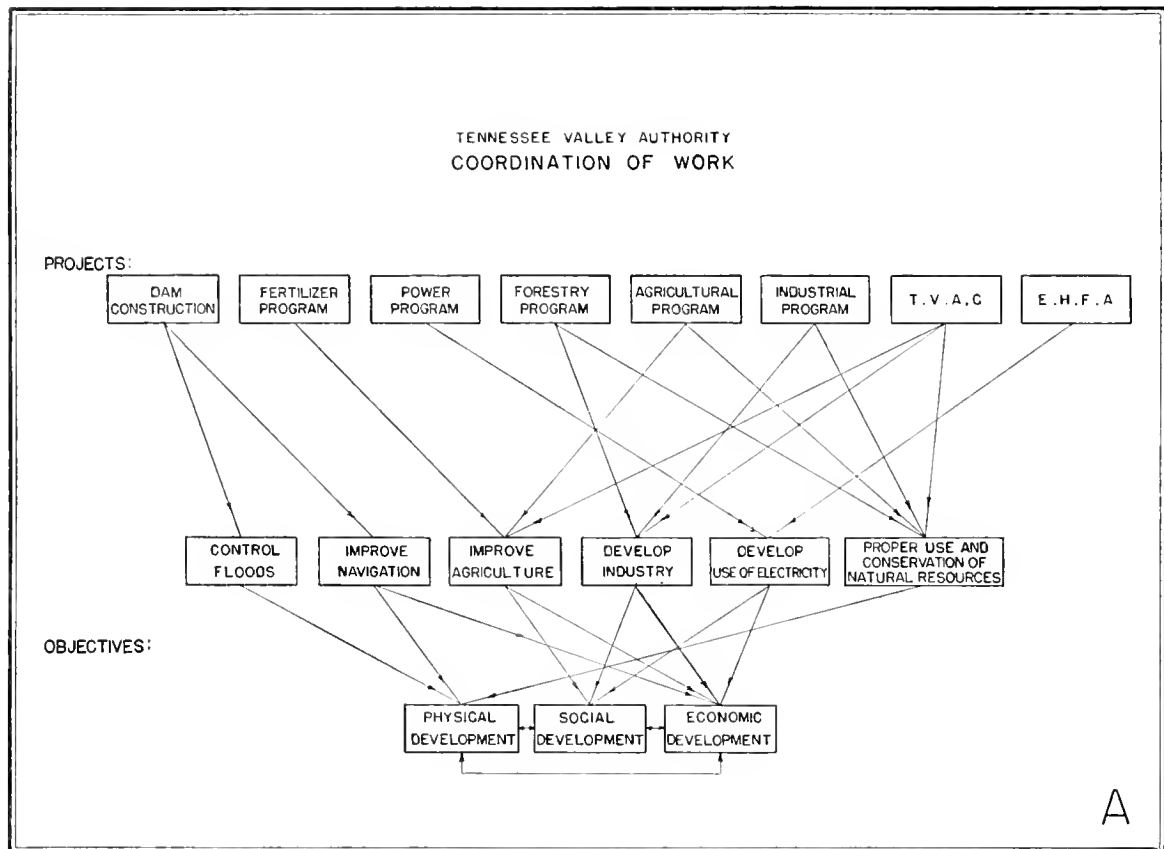 TENNESSEE VALLEY AUTHORITY
COORDINATION OF WORK
PROJECTS:
DAM
CONSTRUCTION
FERTILIZER
PROGRAM
POWER
PROGRAM
FORESTRY
PROGRAM
AGRICULTURAL
PROGRAM
INDUSTRIAL
PROGRAM
T.V.A.C
E.H.F.A
CONTROL
FLOODS
IMPROVE
NAVIGATION
IMPROVE
AGRICULTURE
DEVELOP
INDUSTRY
DEVELOP
USE OF ELECTRICITY
PROPER USE AND
CONSERVATION OF
NATURAL RESOURCES
OBJECTIVES:
PHYSICAL
DEVELOPMENT
SOCIAL
DEVELOPMENT
ECONOMIC
DEVELOPMENT
A